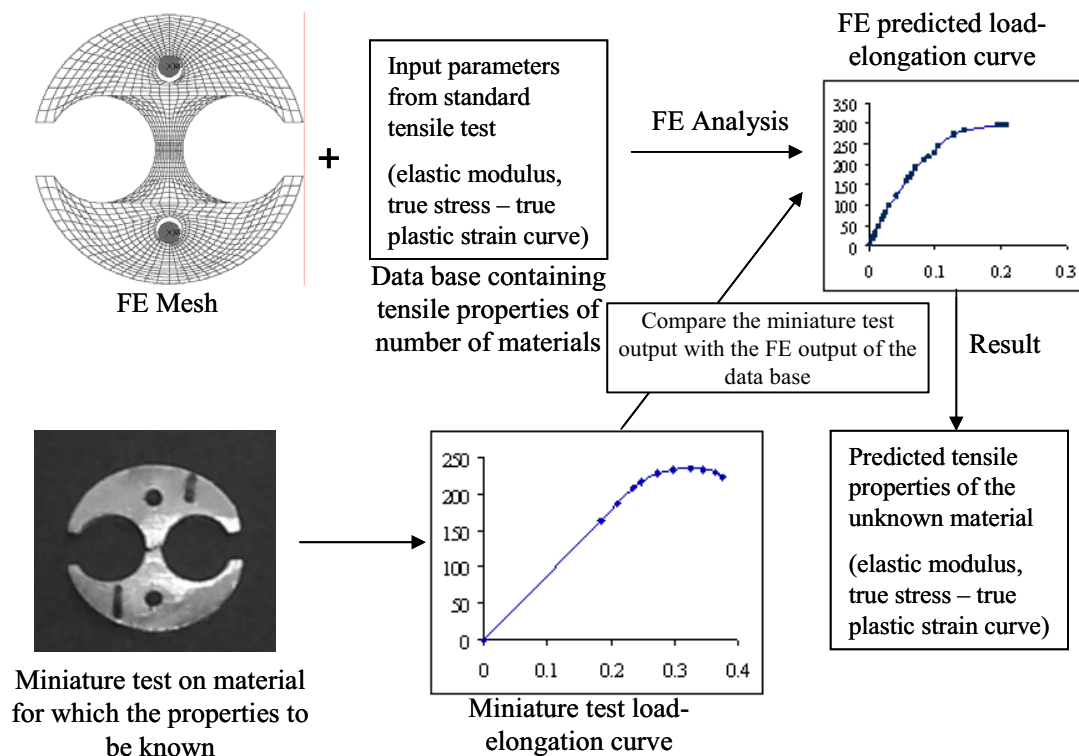 FE Mesh
+
Input parameters
from standard
tensile test
(elastic modulus,
true stress – true
plastic strain curve)
Data base containing
tensile properties of
number of materials
FE Analysis
FE predicted load-
elongation curve
350
300
250
200
150
100
50
0
0
0.1
0.2
0.3
Compare the miniature test
output with the FE output of the
data base
Result
Miniature test on material
for which the properties to
be known
250
200
150
100
50
0
0
0.1
0.2
0.3
0.4
Miniature test load-
elongation curve
Predicted tensile
properties of the
unknown material
(elastic modulus,
true stress – true
plastic strain curve)